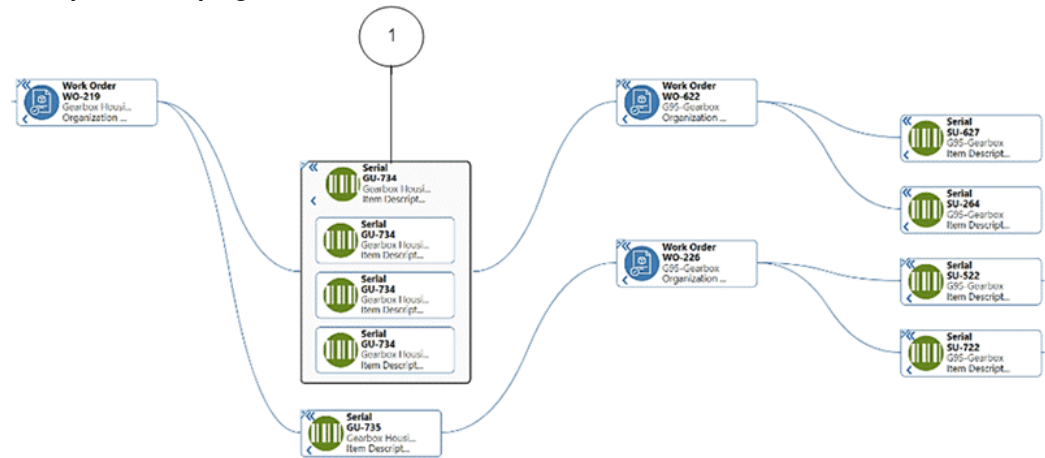 1
Work Order
WO-219
Gearbox Housi...
Organization ...
Serial
GU-734
Gearbox Housi...
Item Descript...
Serial
GU-734
Gearbox Housi...
Item Descript...
Serial
GU-734
Gearbox Housi...
Item Descript...
Serial
GU-734
Gearbox Housi...
Item Descript...
Serial
GU-735
Gearbox Housi...
Item Descript...
Work Order
WO-622
G95-Gearbox
Organization ...
Work Order
WO-226
G95-Gearbox
Organization ...
Serial
SU-627
G95-Gearbox
Item Descript...
Serial
SU-264
G95-Gearbox
Item Descript...
Serial
SU-522
G95-Gearbox
Item Descript...
Serial
SU-722
G95-Gearbox
Item Descript...